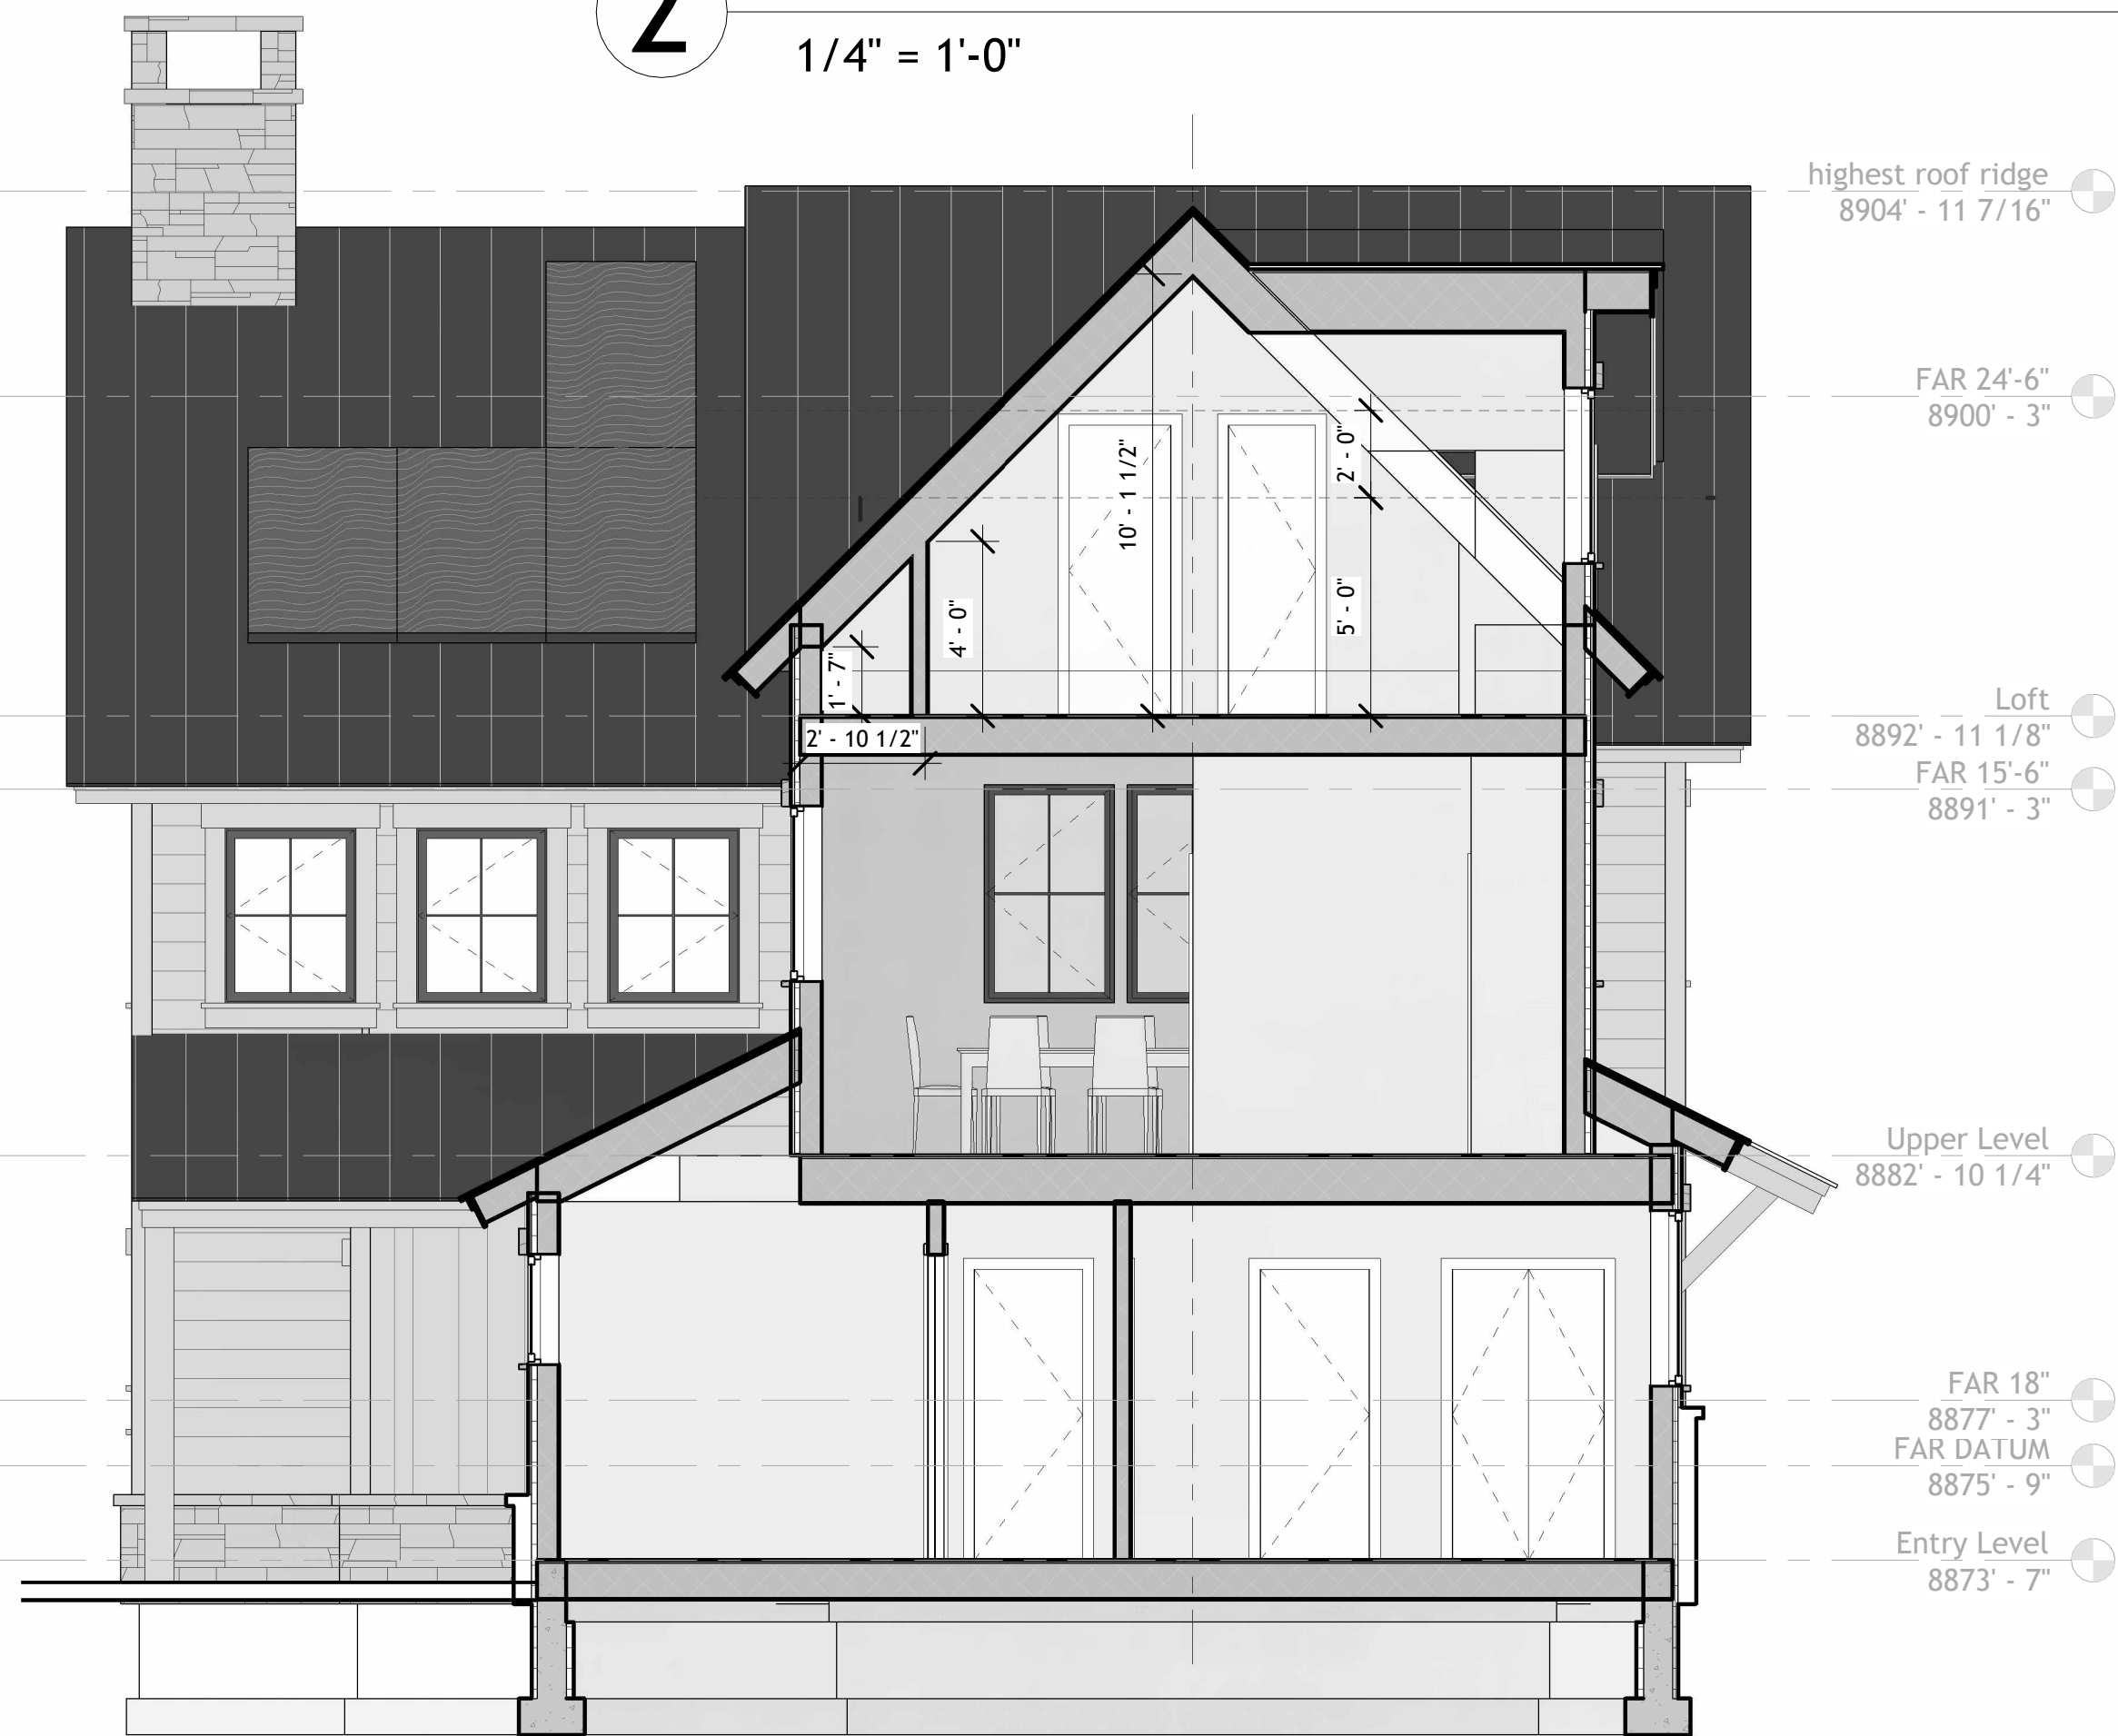 2
1/4" = 1'-0"
highest roof ridge
8904' - 11 7/16"
FAR 24'-6"
8900' - 3"
10' - 1 1/2"
2' - 0"
5' - 0"
4' - 0"
1' - 7"
2' - 10 1/2"
Loft
8892' - 11 1/8"
FAR 15'-6"
8891' - 3"
Upper Level
8882' - 10 1/4"
FAR 18"
8877' - 3"
FAR DATUM
8875' - 9"
Entry Level
8873' - 7"